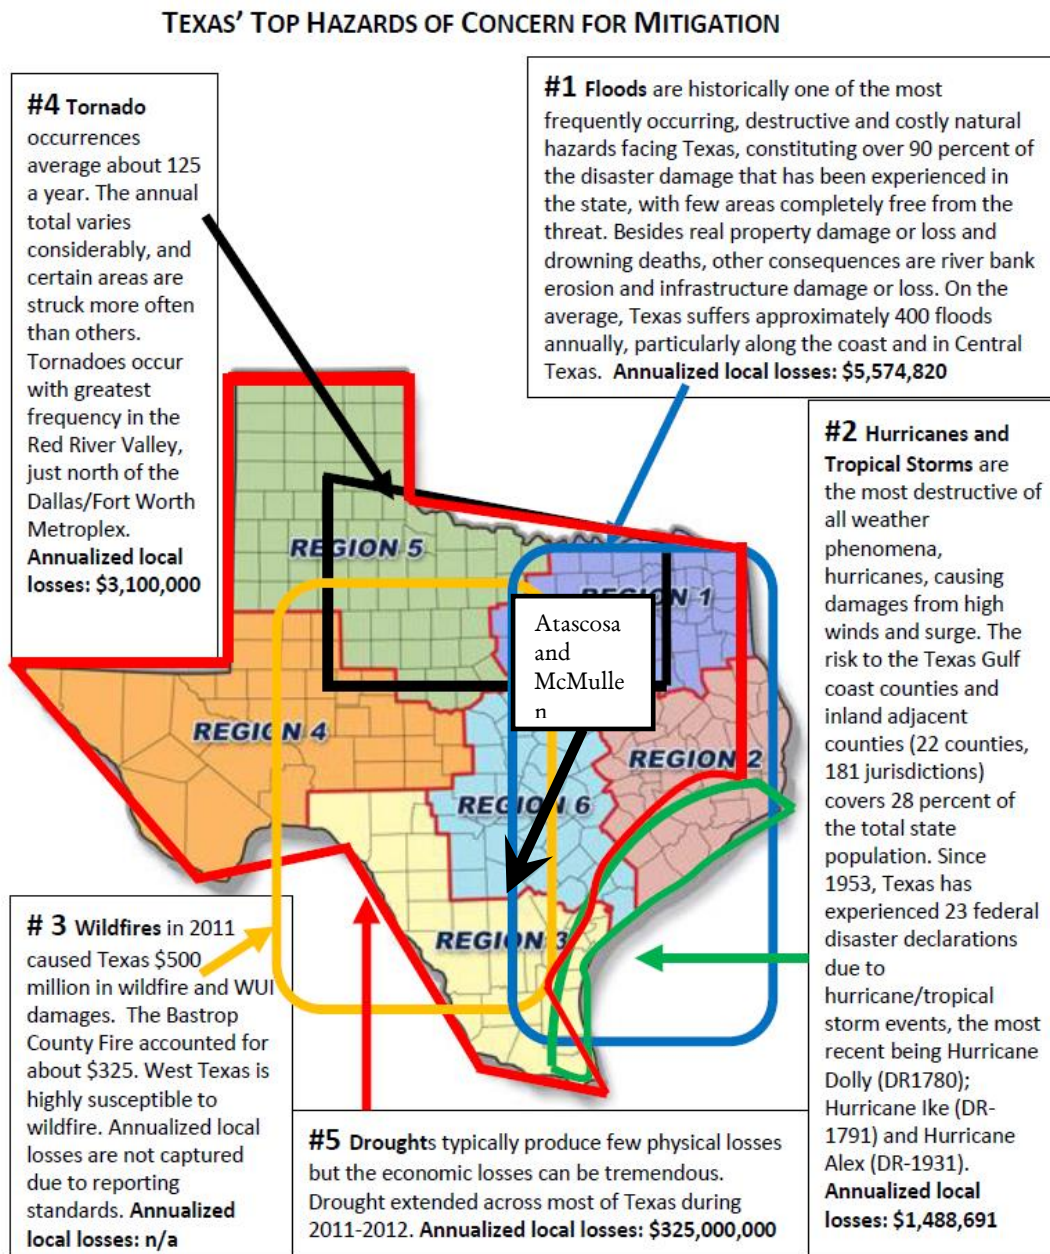 TEXAS' TOP HAZARDS OF CONCERN FOR MITIGATION
#4 Tornado
occurrences
average about 125
a year. The annual
total varies
considerably, and
certain areas are
struck more often
than others.
Tornadoes occur
with greatest
frequency in the
Red River Valley,
just north of the
Dallas/Fort Worth
Metroplex.
Annualized local
losses: $3,100,000
#1 Floods are historically one of the most
frequently occurring, destructive and costly natural
hazards facing Texas, constituting over 90 percent of
the disaster damage that has been experienced in
the state, with few areas completely free from the
threat. Besides real property damage or loss and
drowning deaths, other consequences are river bank
erosion and infrastructure damage or loss. On the
average, Texas suffers approximately 400 floods
annually, particularly along the coast and in Central
Texas. Annualized local losses: $5,574,820
#2 Hurricanes and
Tropical Storms are
the most destructive of
all weather
phenomena,
hurricanes, causing
damages from high
winds and surge. The
risk to the Texas Gulf
coast counties and
inland adjacent
counties (22 counties,
181 jurisdictions)
covers 28 percent of
the total state
population. Since
1953, Texas has
experienced 23 federal
disaster declarations
due to
hurricane/tropical
storm events, the most
recent being Hurricane
Dolly (DR1780);
Hurricane Ike (DR-
1791) and Hurricane
Alex (DR-1931).
Annualized local
losses: $1,488,691
REGION 5
REGION 1
Atascosa
and
McMulle
n
REGION 4
REGION 2
REGION 6
REGION 3
# 3 Wildfires in 2011
caused Texas $500
million in wildfire and WUI
damages. The Bastrop
County Fire accounted for
about $325. West Texas is
highly susceptible to
wildfire. Annualized local
losses are not captured
due to reporting
standards. Annualized
local losses: n/a
#5 Droughts typically produce few physical losses
but the economic losses can be tremendous.
Drought extended across most of Texas during
2011-2012. Annualized local losses: $325,000,000